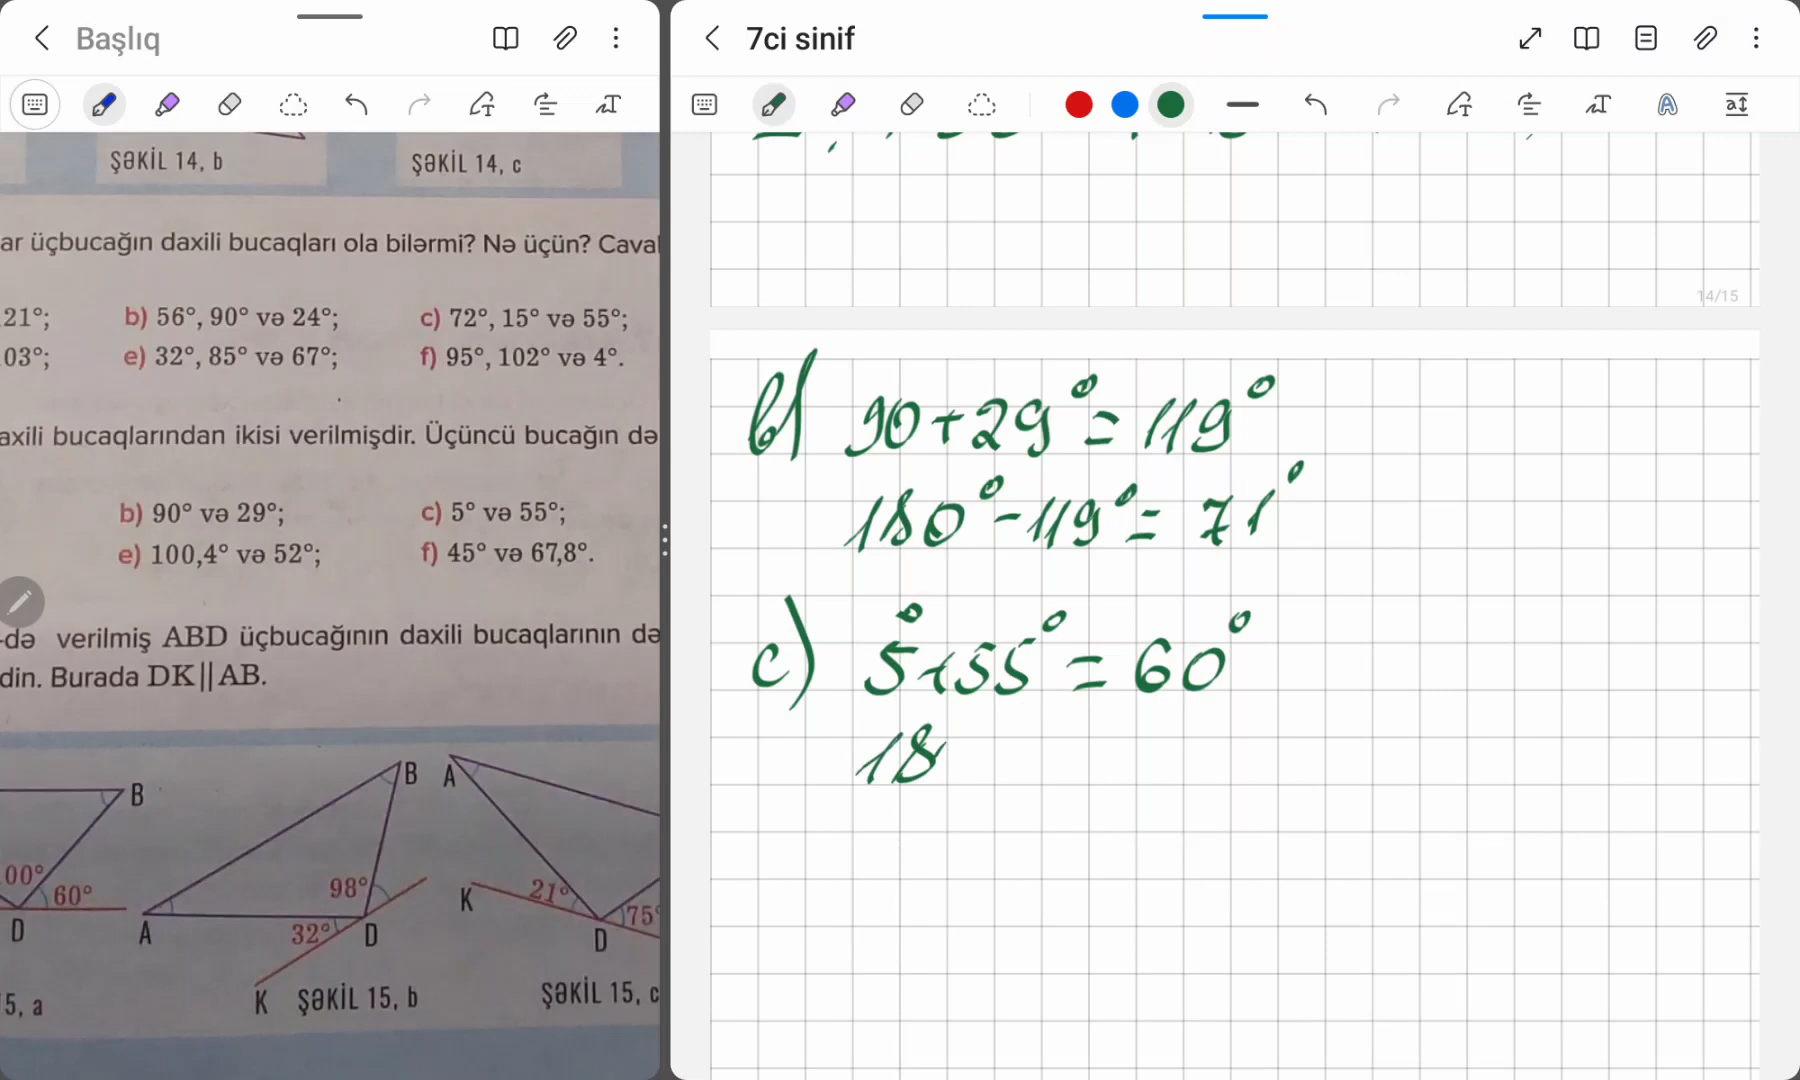 Başlıq
ŞƏKİL 14, b
ŞƏKİL 14, c
ar üçbucağın daxili bucaqları ola bilərmi? Nə üçün? Caval
21°; b) 56°, 90° və 24°; c) 72°, 15° və 55°;
03°; e) 32°, 85° və 67°; f) 95°, 102° və 4°.
axili bucaqlarından ikisi verilmişdir. Üçüncü bucağın də
b) 90° və 29°; c) 5° və 55°;
e) 100,4° və 52°; f) 45° və 67,8°.
-də verilmiş ABD üçbucağının daxili bucaqlarının də
din. Burada DK||AB.
B
00°
60°
D
5, a
B
98°
A
32°
D
K
ŞƏKİL 15, b
A
K
21°
75°
D
ŞƏKİL 15, c
7ci sinif
14/15
b) 90+29°=119°
180°-119°=71°
c) 5°+55°=60°
18